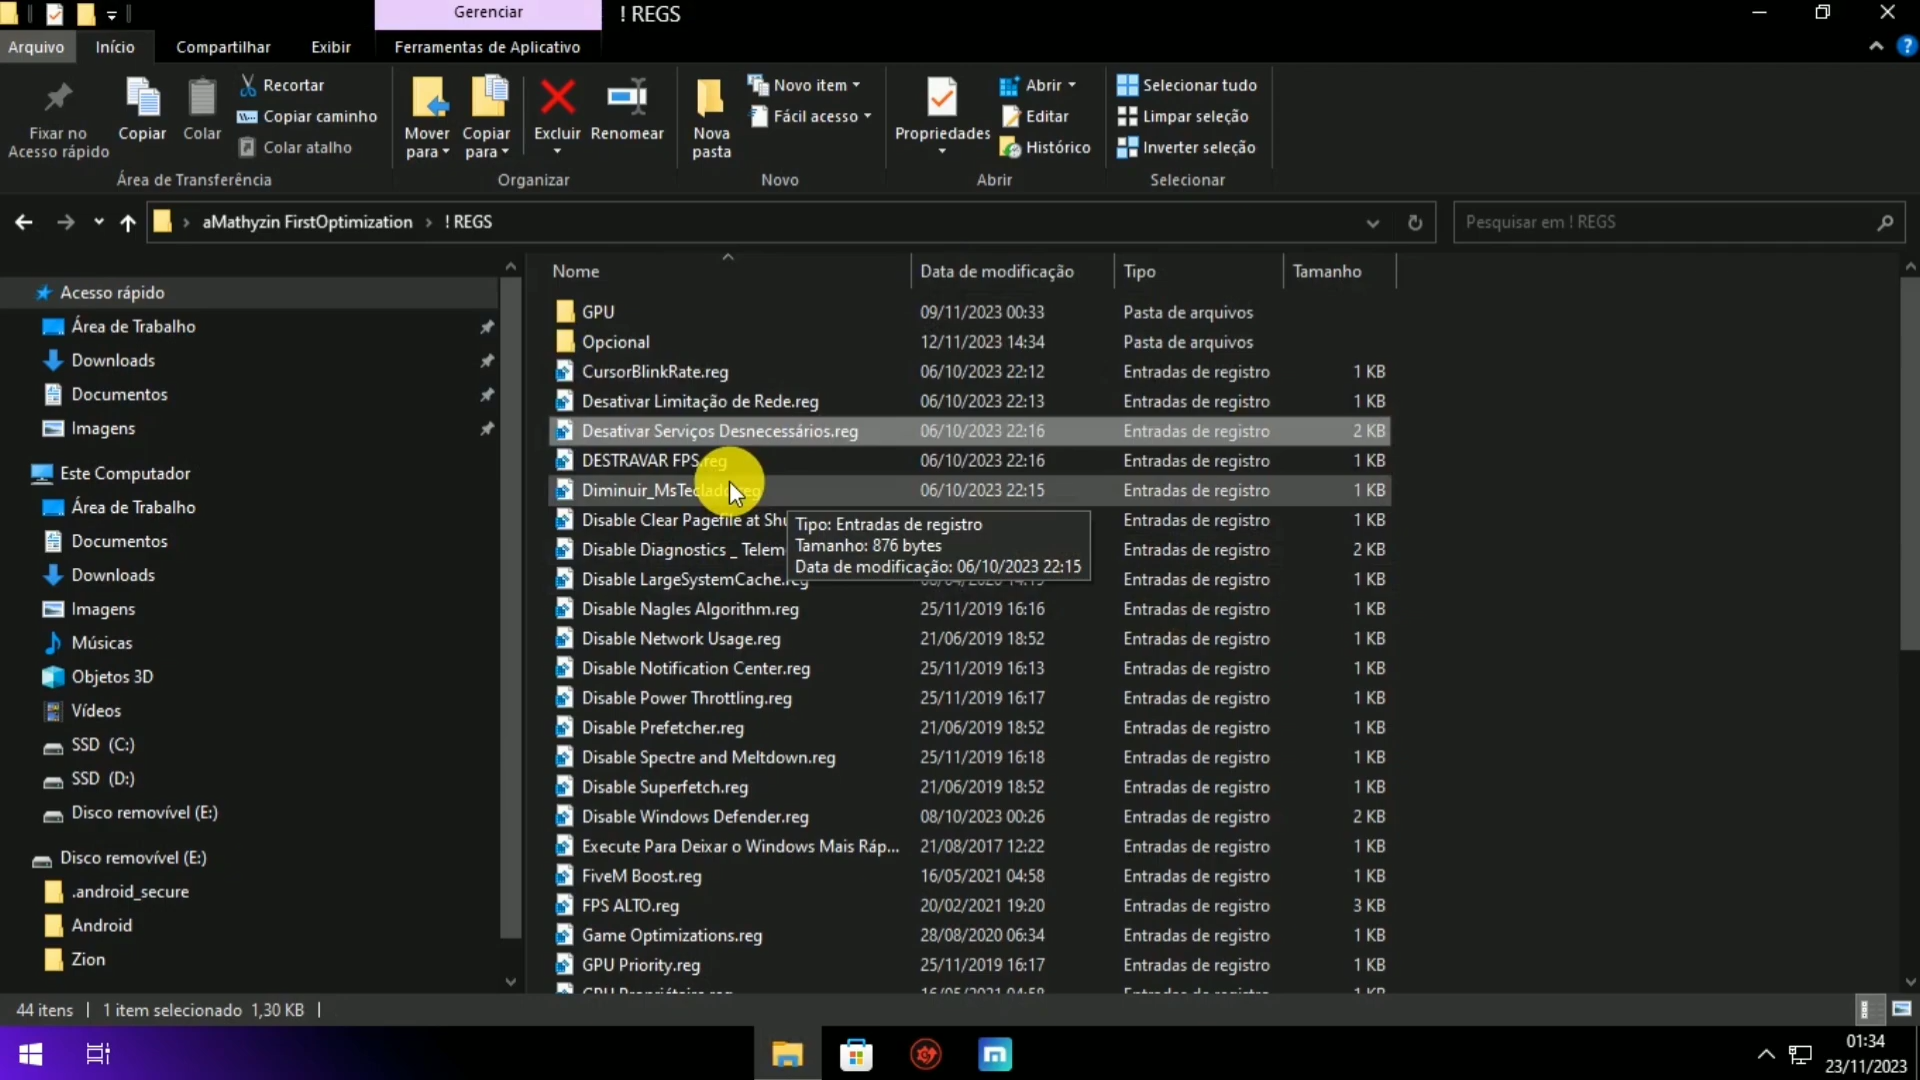 Gerenciar
! REGS
Arquivo
Início
Compartilhar
Exibir
Ferramentas de Aplicativo
Fixar no
Acesso rápido
Copiar
Colar
Recortar
Copiar caminho
Colar atalho
Mover
para
Copiar
para
Excluir
Renomear
Nova
pasta
Novo item
Fácil acesso
Propriedades
Abrir
Editar
Histórico
Selecionar tudo
Limpar seleção
Inverter seleção
Área de Transferência
Organizar
Novo
Abrir
Selecionar
aMathyzin FirstOptimization > ! REGS
Pesquisar em ! REGS
Acesso rápido
Área de Trabalho
Downloads
Documentos
Imagens
Este Computador
Área de Trabalho
Documentos
Downloads
Imagens
Músicas
Objetos 3D
Vídeos
SSD (C:)
SSD (D:)
Disco removível (E:)
Disco removível (E:)
.android_secure
Android
Zion
Nome Data de modificação Tipo Tamanho
GPU 09/11/2023 00:33 Pasta de arquivos
Opcional 12/11/2023 14:34 Pasta de arquivos
CursorBlinkRate.reg 06/10/2023 22:12 Entradas de registro 1 KB
Desativar Limitação de Rede.reg 06/10/2023 22:13 Entradas de registro 1 KB
Desativar Serviços Desnecessários.reg 06/10/2023 22:16 Entradas de registro 2 KB
DESTRAVAR FPS.reg 06/10/2023 22:16 Entradas de registro 1 KB
Diminuir_MsTeclado.reg 06/10/2023 22:15 Entradas de registro 1 KB
Disable Clear Pagefile at Shu Entradas de registro 1 KB
Disable Diagnostics _ Telem Entradas de registro 2 KB
Disable LargeSystemCache.reg Entradas de registro 1 KB
Tipo: Entradas de registro
Tamanho: 876 bytes
Data de modificação: 06/10/2023 22:15
Disable Nagles Algorithm.reg 25/11/2019 16:16 Entradas de registro 1 KB
Disable Network Usage.reg 21/06/2019 18:52 Entradas de registro 1 KB
Disable Notification Center.reg 25/11/2019 16:13 Entradas de registro 1 KB
Disable Power Throttling.reg 25/11/2019 16:17 Entradas de registro 1 KB
Disable Prefetcher.reg 21/06/2019 18:52 Entradas de registro 1 KB
Disable Spectre and Meltdown.reg 25/11/2019 16:18 Entradas de registro 1 KB
Disable Superfetch.reg 21/06/2019 18:52 Entradas de registro 1 KB
Disable Windows Defender.reg 08/10/2023 00:26 Entradas de registro 2 KB
Execute Para Deixar o Windows Mais Ráp... 21/08/2017 12:22 Entradas de registro 1 KB
FiveM Boost.reg 16/05/2021 04:58 Entradas de registro 1 KB
FPS ALTO.reg 20/02/2021 19:20 Entradas de registro 3 KB
Game Optimizations.reg 28/08/2020 06:34 Entradas de registro 1 KB
GPU Priority.reg 25/11/2019 16:17 Entradas de registro 1 KB
44 itens | 1 item selecionado 1,30 KB |
01:34
23/11/2023